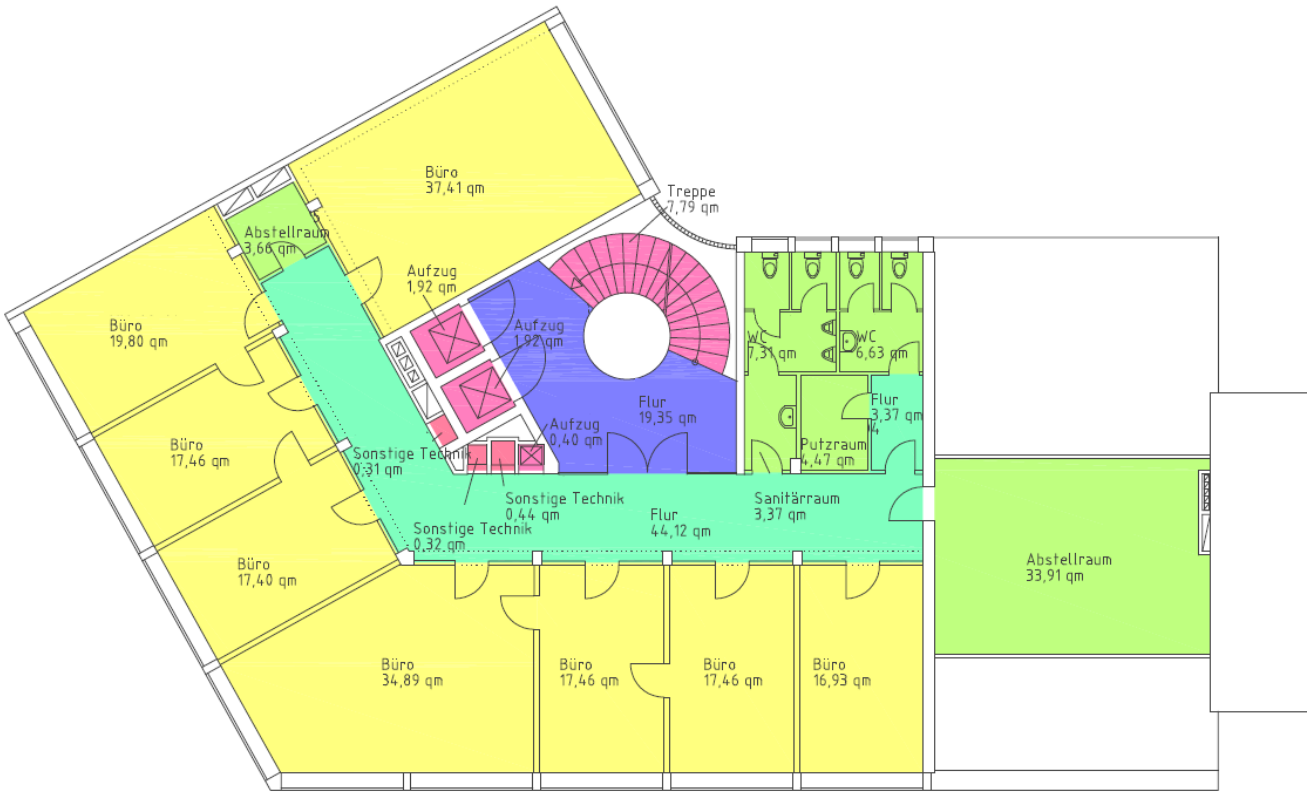 Büro
37,41 qm
Treppe
7,79 qm
Abstellraum
3,66 qm
Aufzug
1,92 qm
Büro
19,80 qm
Aufzug
1,92 qm
WC
7,31 qm
WC
6,63 qm
Flur
19,35 qm
Flur
3,37 qm
Aufzug
0,40 qm
Büro
17,46 qm
Putzraum
4,47 qm
Sonstige Technik
0,31 qm
Sonstige Technik
0,44 qm
Sanitärraum
3,37 qm
Flur
44,12 qm
Sonstige Technik
0,32 qm
Büro
17,40 qm
Abstellraum
33,91 qm
Büro
34,89 qm
Büro
17,46 qm
Büro
17,46 qm
Büro
16,93 qm